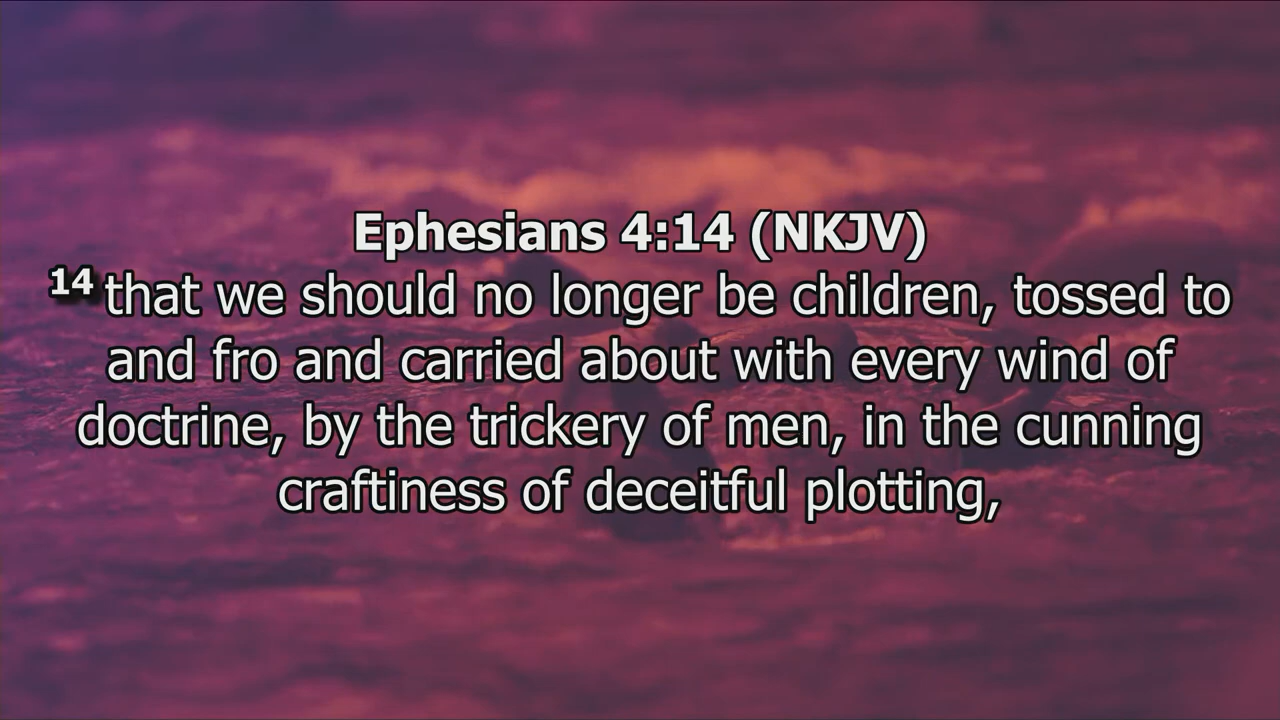 Ephesians 4:14 (NKJV)
14 that we should no longer be children, tossed to
and fro and carried about with every wind of
doctrine, by the trickery of men, in the cunning
craftiness of deceitful plotting,